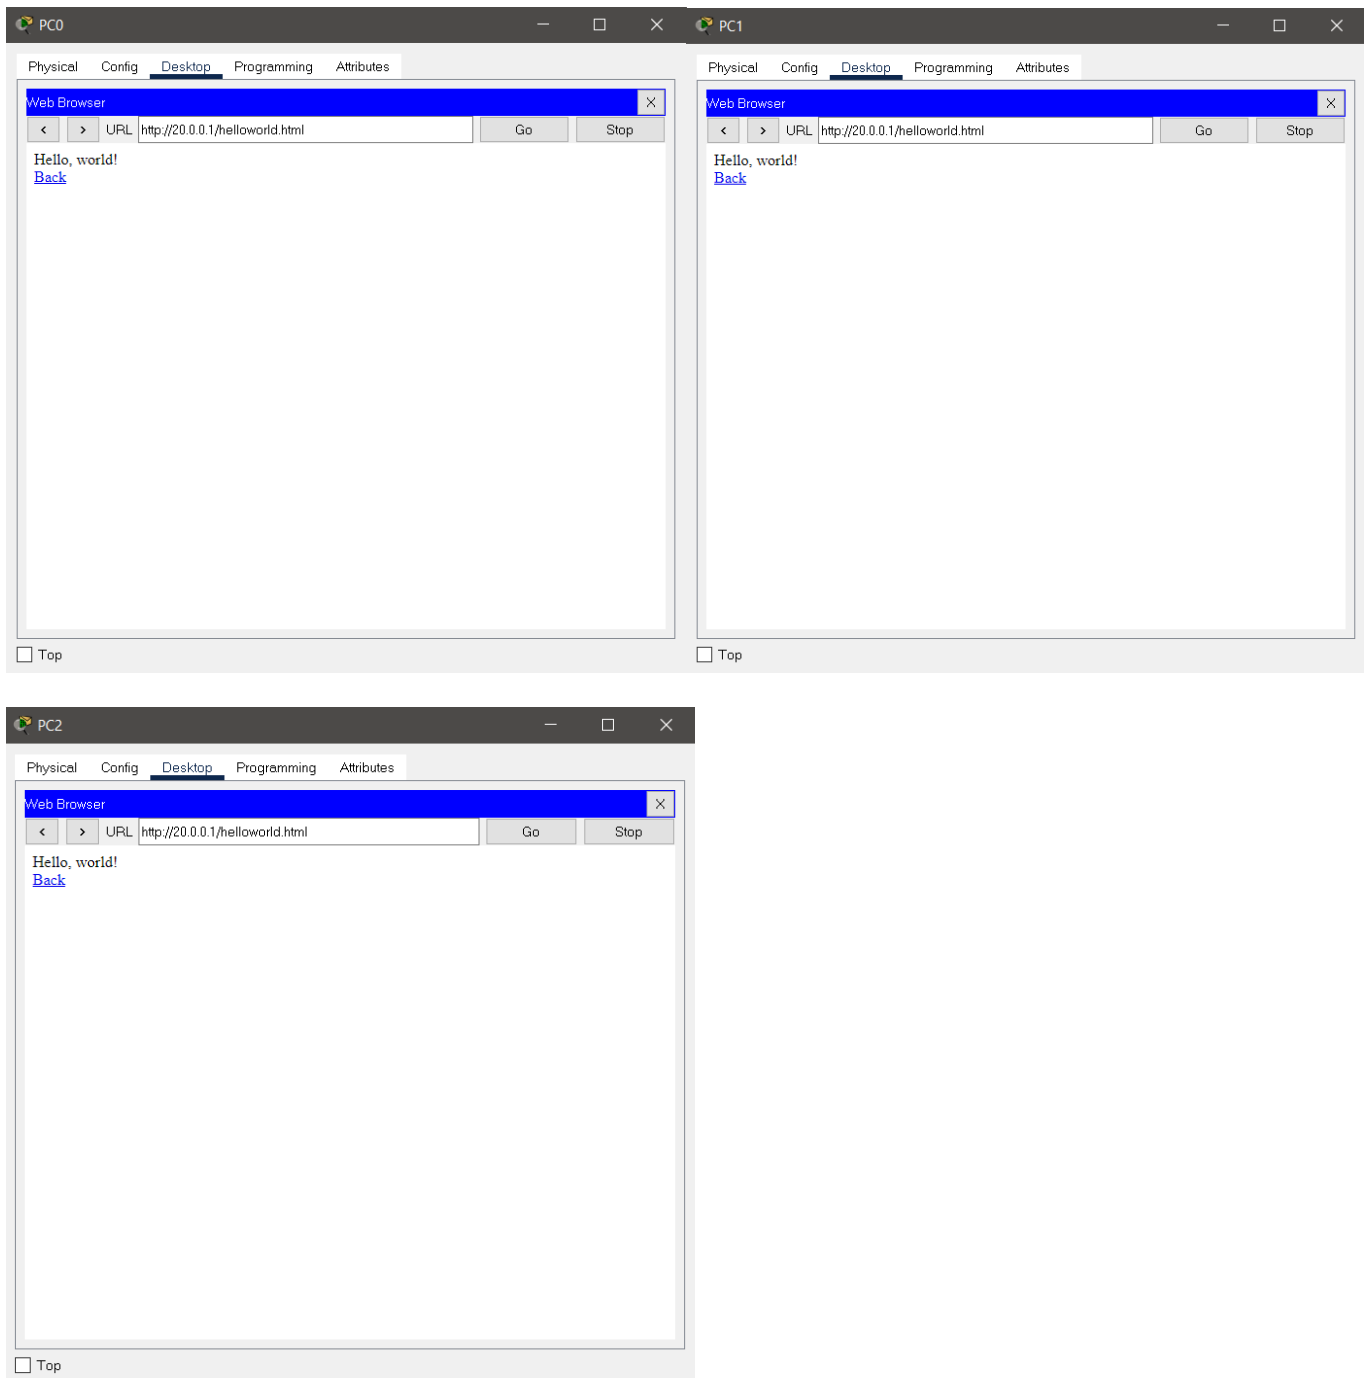 PC0
Physical Config Desktop Programming Attributes
Web Browser X
< > URL http://20.0.0.1/helloworld.html Go Stop
Hello, world!
Back
Top
PC1
Physical Config Desktop Programming Attributes
Web Browser X
< > URL http://20.0.0.1/helloworld.html Go Stop
Hello, world!
Back
Top
PC2
Physical Config Desktop Programming Attributes
Web Browser X
< > URL http://20.0.0.1/helloworld.html Go Stop
Hello, world!
Back
Top